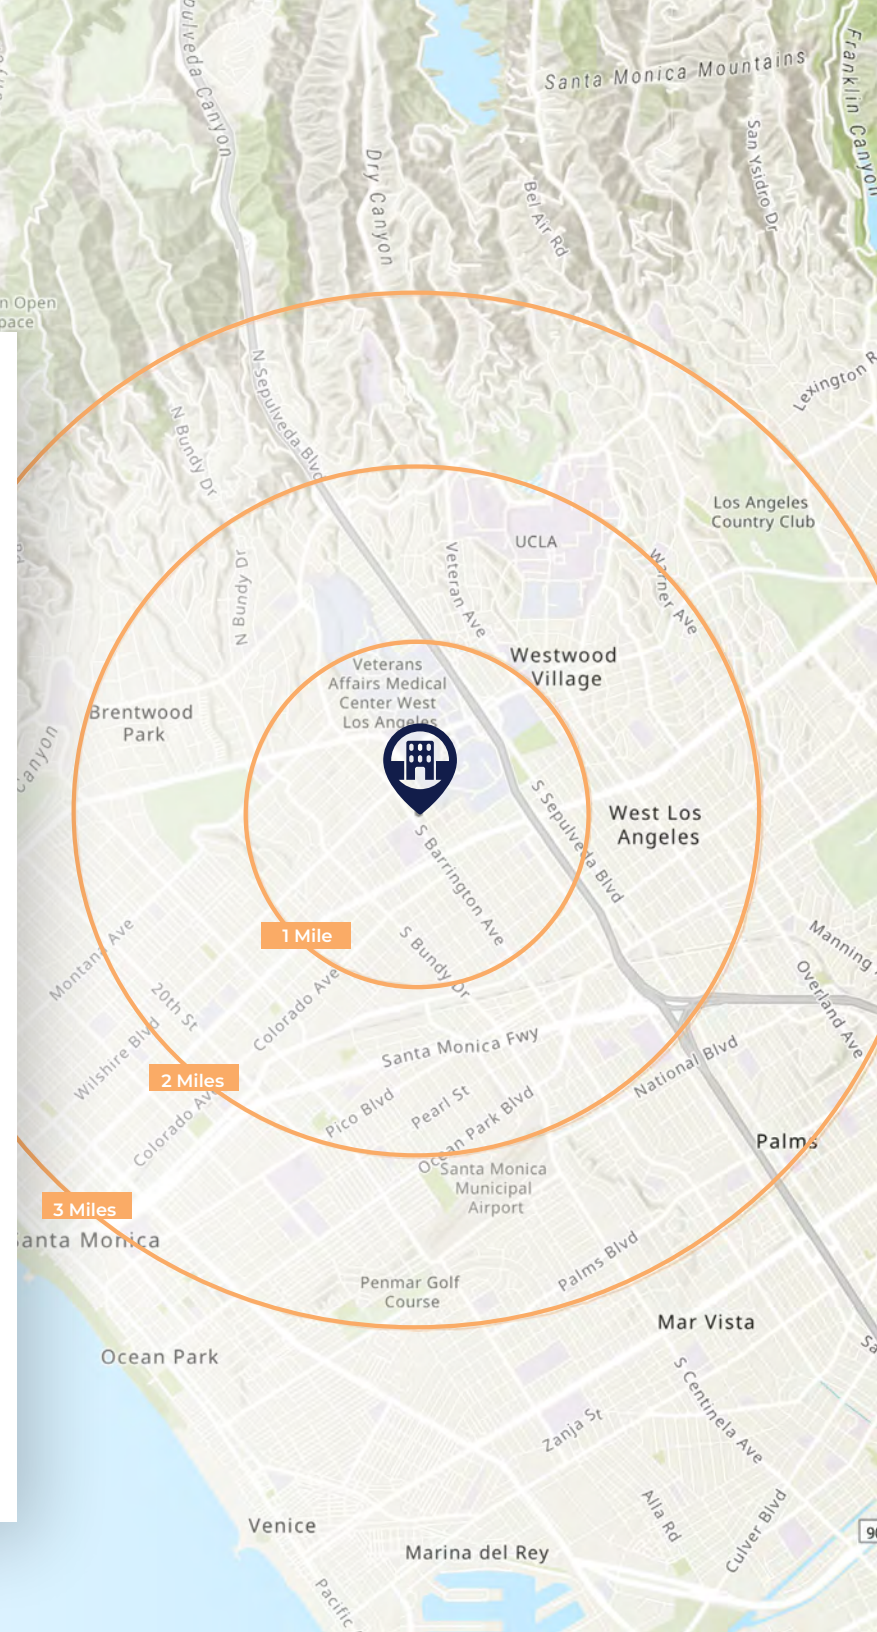 Santa Monica Mountains
Franklin Canyon
Canyon
Dry Canyon
San Ysidro Dr
Bel Air Rd
Open
N Sepulveda Blvd
Lexington
N Bundy Dr
Los Angeles
Country Club
UCLA
N Bundy Dr
Veteran Ave
Warner Ave
Veterans
Affairs Medical
Center West
Los Angeles
Westwood
Village
Brentwood
Park
Canyon
S Sepulveda Blvd
West Los
Angeles
S Barrington Ave
1 Mile
S Bundy Dr
Montana Ave
Manning
Overland Ave
20th St
Colorado Ave
Wilshire Blvd
Santa Monica Fwy
National Blvd
2 Miles
Pico Blvd
Pearl St
Ocean Park Blvd
Colorado Ave
Palms
Santa Monica
Municipal
Airport
3 Miles
Santa Monica
Palms Blvd
Penmar Golf
Course
Mar Vista
Ocean Park
S Centinela Ave
Zanja St
Alla Rd
Culver Blvd
Venice
Marina del Rey
Pacific